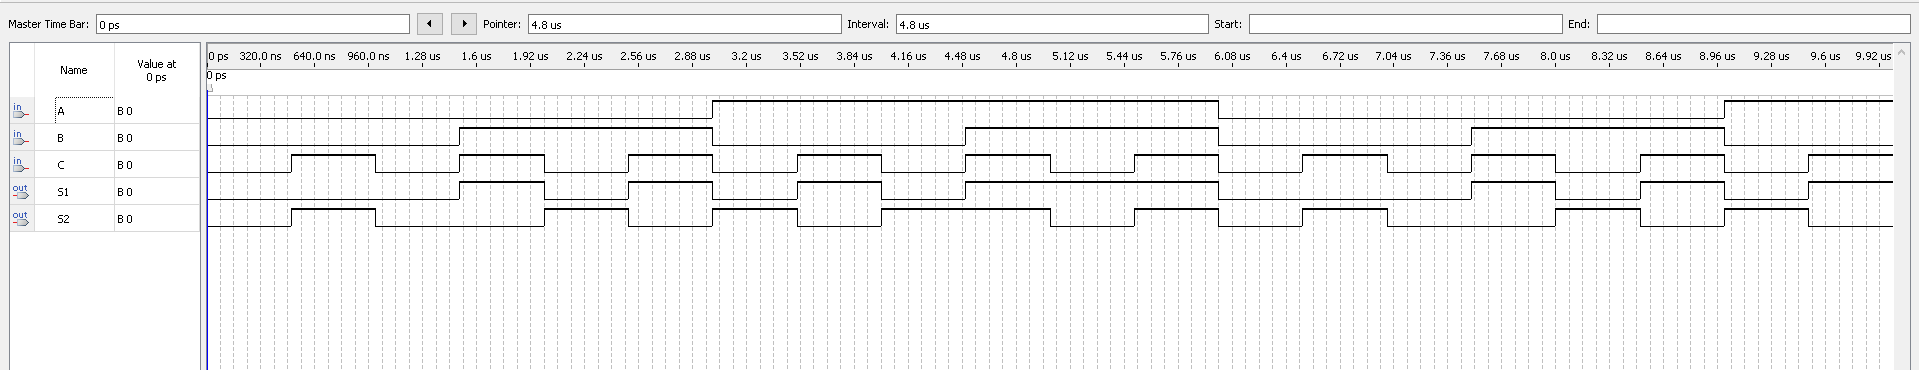 Master Time Bar: 0 ps Pointer: 4.8 us Interval: 4.8 us Start: End:
Name Value at 0 ps
0 ps 320.0 ns 640.0 ns 960.0 ns 1.28 us 1.6 us 1.92 us 2.24 us 2.56 us 2.88 us 3.2 us 3.52 us 3.84 us 4.16 us 4.48 us 4.8 us 5.12 us 5.44 us 5.76 us 6.08 us 6.4 us 6.72 us 7.04 us 7.36 us 7.68 us 8.0 us 8.32 us 8.64 us 8.96 us 9.28 us 9.6 us 9.92 us
0 ps
in A B 0
in B B 0
in C B 0
out S1 B 0
out S2 B 0